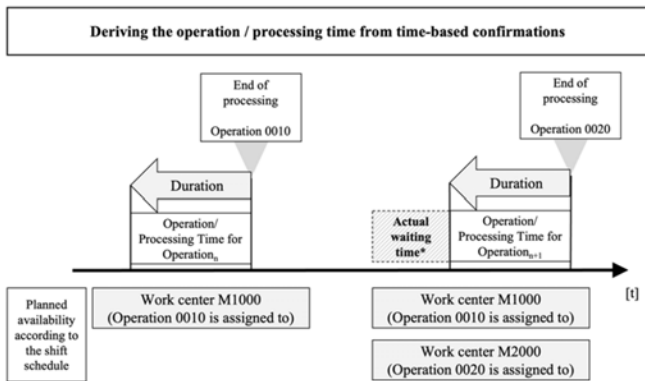 Deriving the operation / processing time from time-based confirmations
End of
processing
Operation 0010
End of
processing
Operation 0020
Duration
Duration
Operation/
Processing Time for
Operationn
Actual
waiting
time*
Operation/
Processing Time for
Operationn+1
[t]
Planned
availability
according to
the shift
schedule
Work center M1000
(Operation 0010 is assigned to)
Work center M1000
(Operation 0010 is assigned to)
Work center M2000
(Operation 0020 is assigned to)